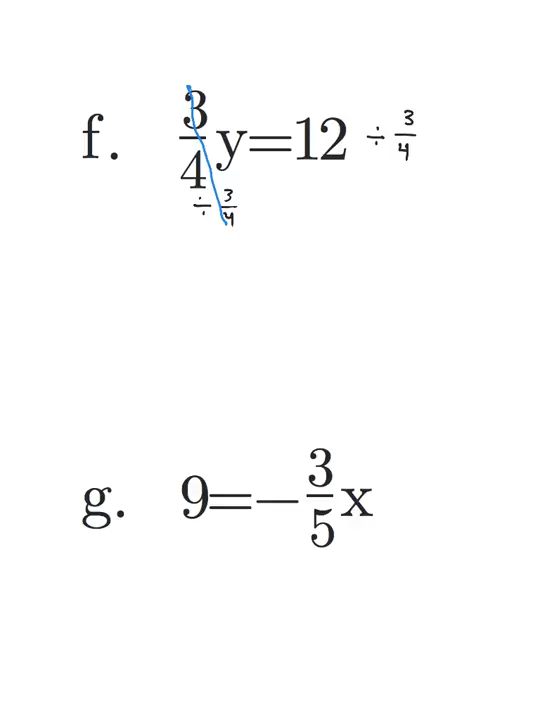 f. 3/4 y=12 ÷ 3/4
÷ 3/4
g. 9=-3/5 x